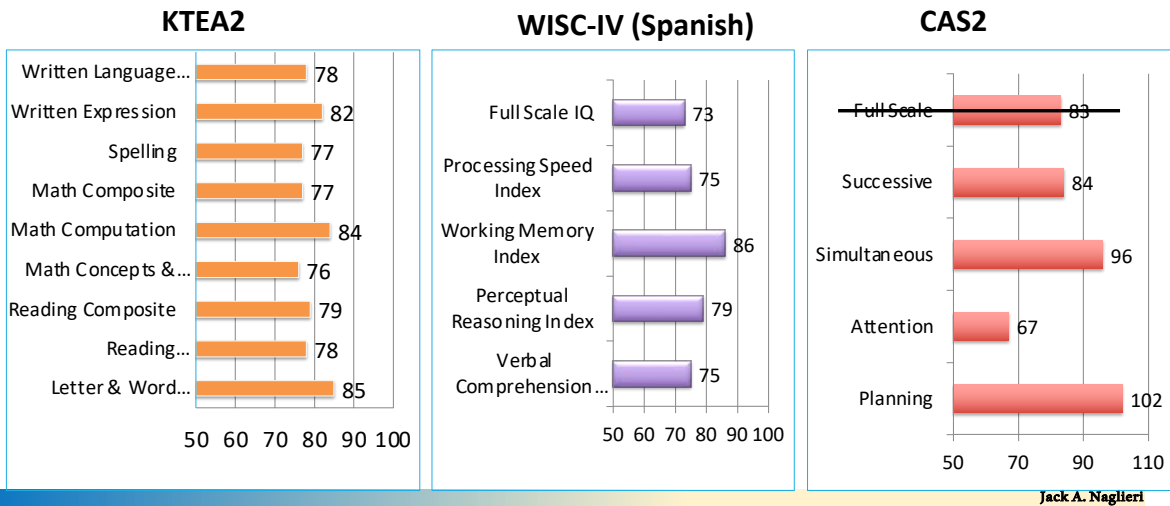 KTEA2
Written Language...
78
Written Expression
82
Spelling
77
Math Composite
77
Math Computation
84
Math Concepts &...
76
Reading Composite
79
Reading...
78
Letter & Word...
85
50 60 70 80 90 100
WISC-IV (Spanish)
Full Scale IQ
73
Processing Speed
Index
75
Working Memory
Index
86
Perceptual
Reasoning Index
79
Verbal
Comprehension ...
75
50 60 70 80 90 100
CAS2
Full Scale
83
Successive
84
Simultaneous
96
Attention
67
Planning
102
50 70 90 110
Jack A. Naglieri